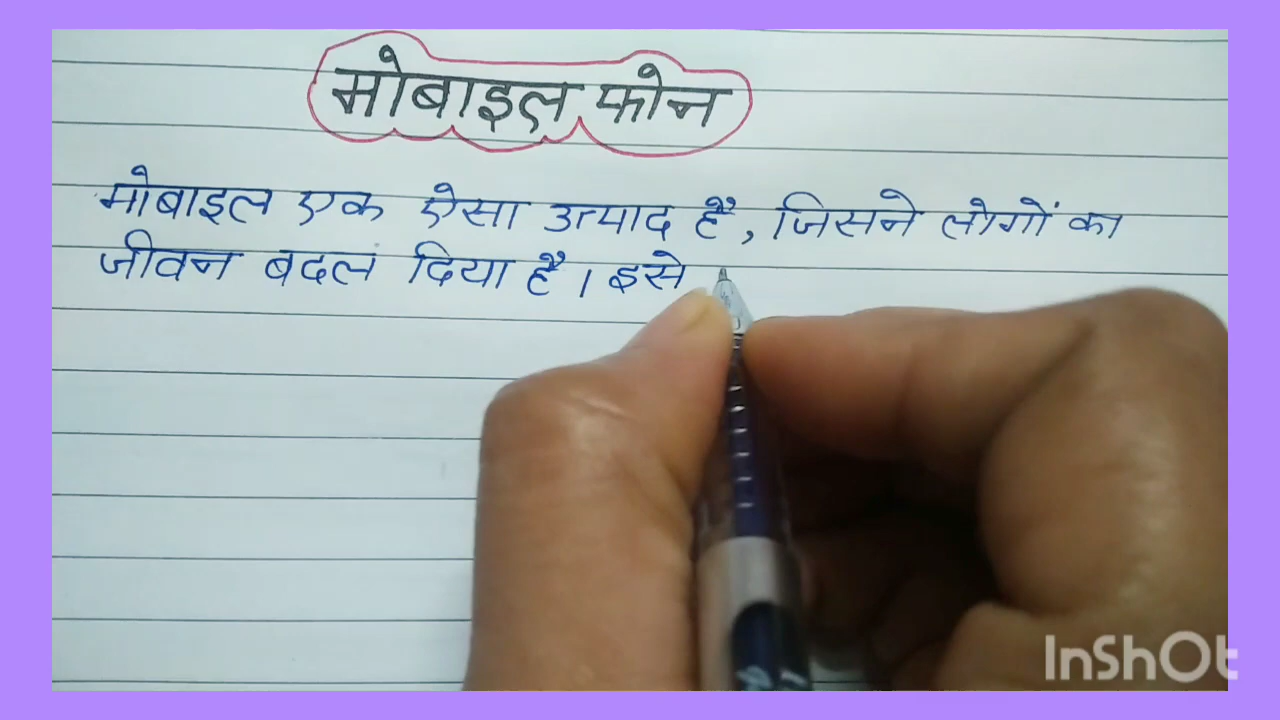 मोबाइल फोन
मोबाइल एक ऐसा उत्पाद है, जिसने लोगों का
जीवन बदल दिया है। इसे
InShOt